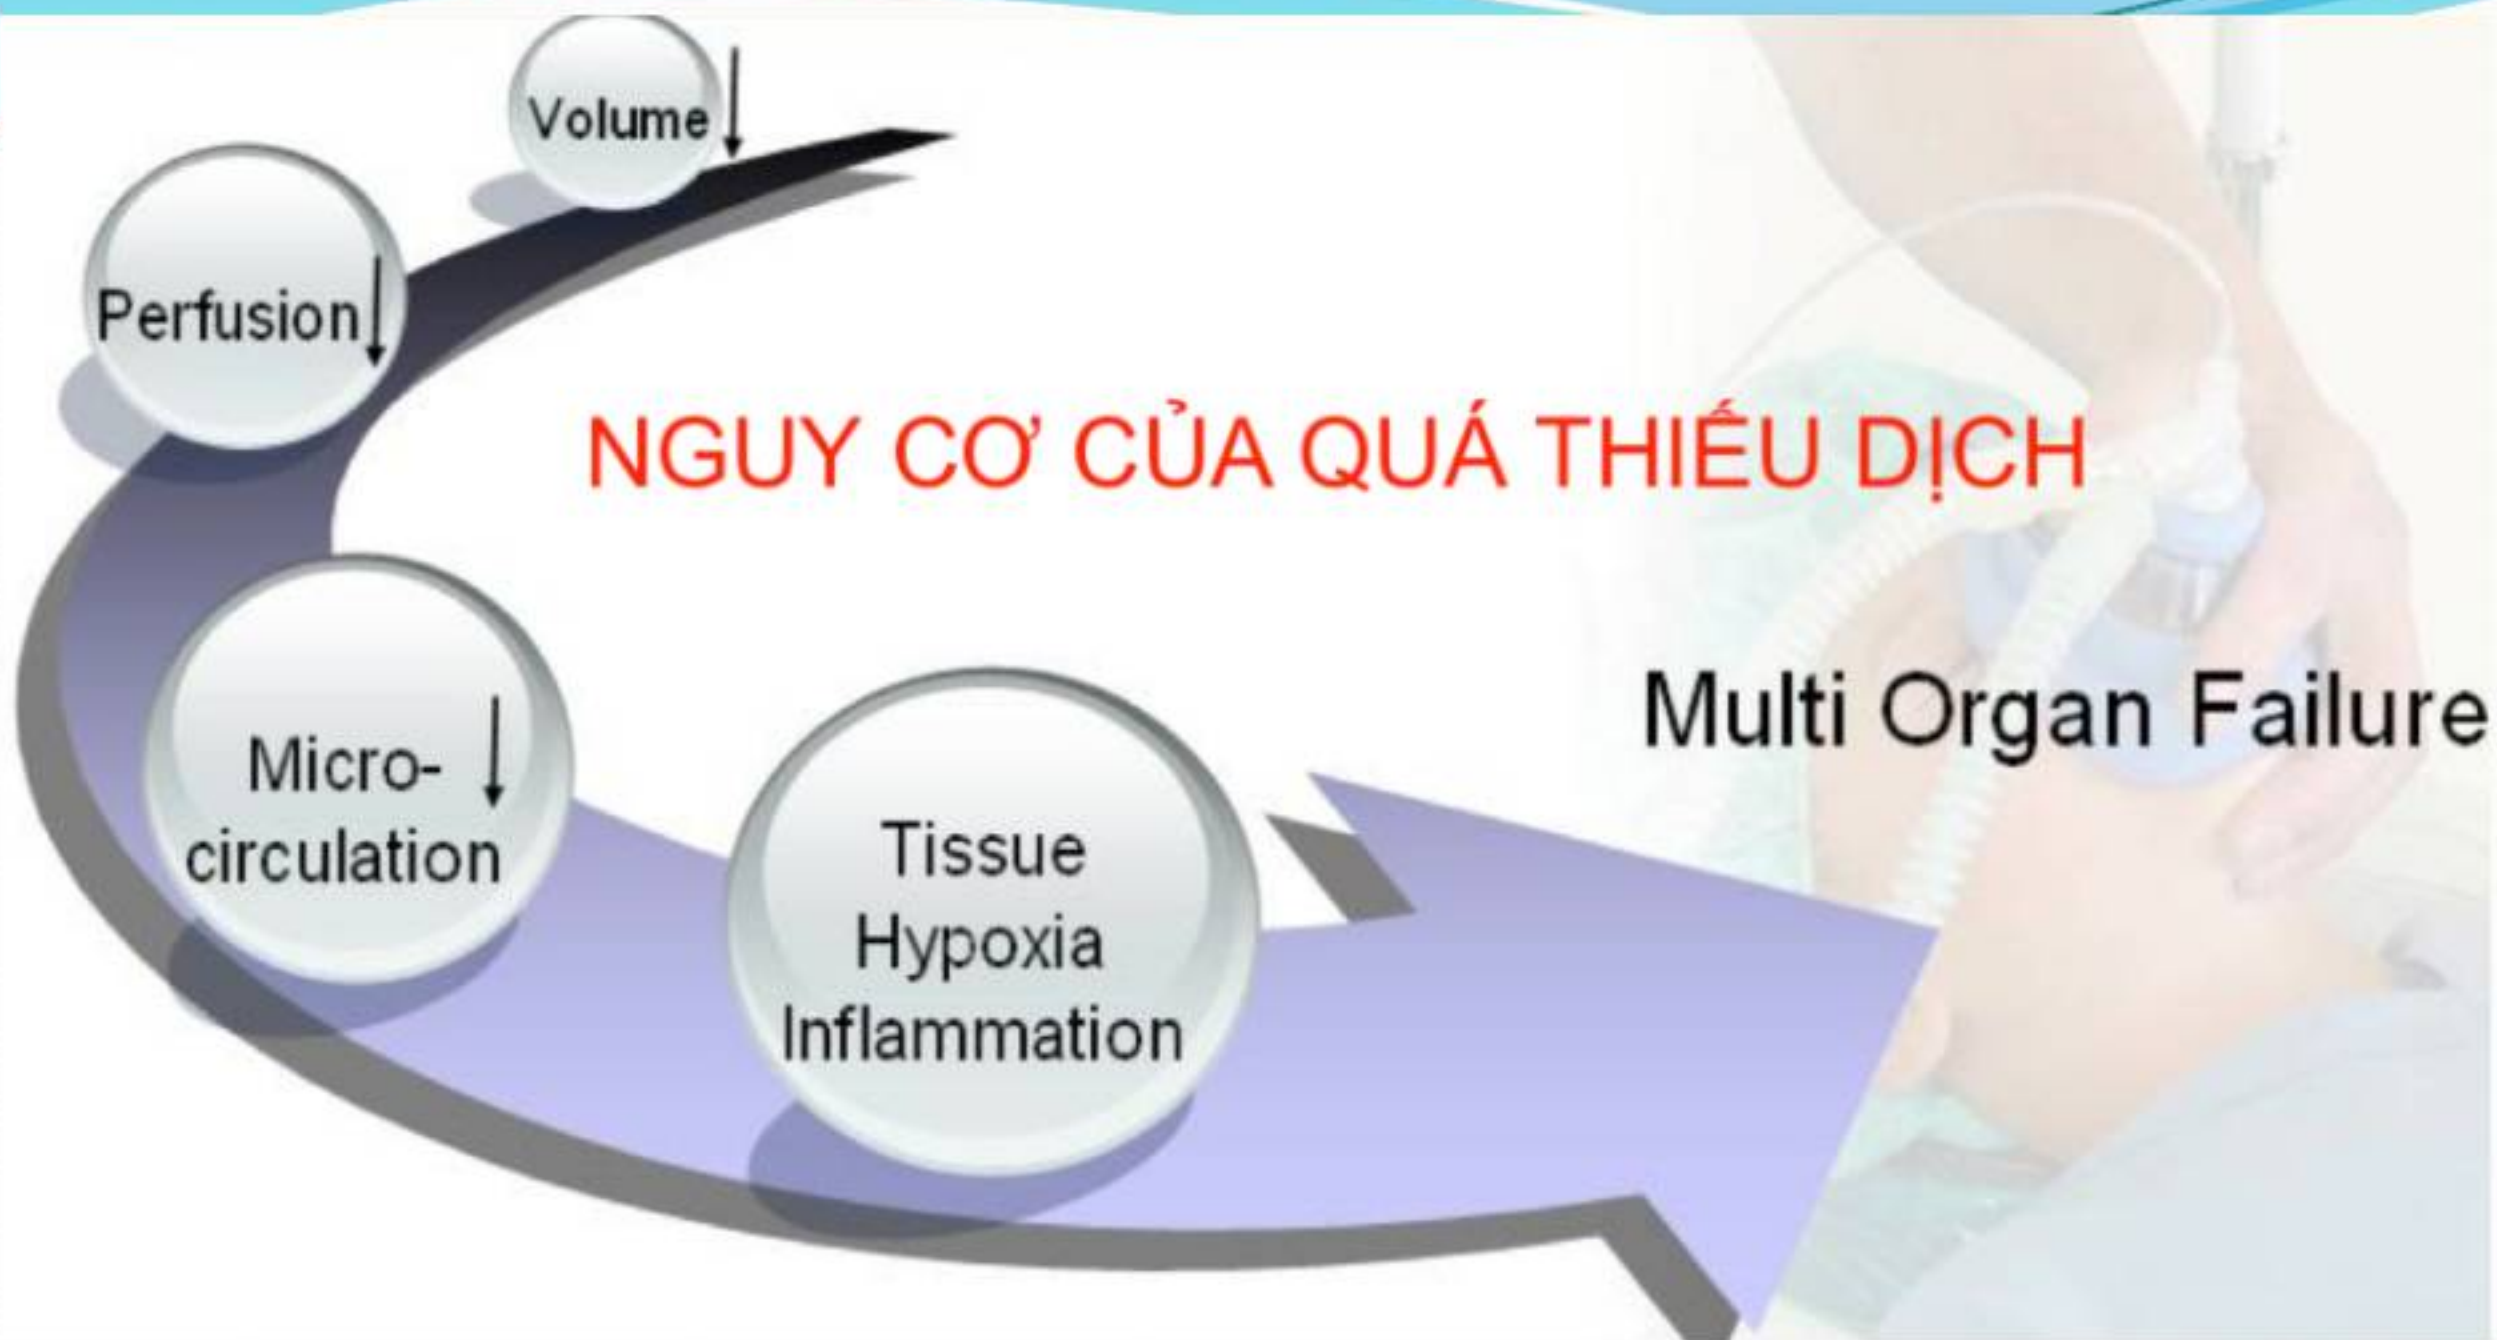 Volume ↓
Perfusion ↓
NGUY CƠ CỦA QUÁ THIẾU DỊCH
Micro- ↓
circulation
Tissue
Hypoxia
Inflammation
Multi Organ Failure